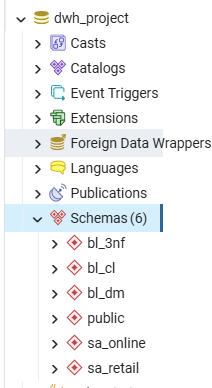 dwh_project
Casts
Catalogs
Event Triggers
Extensions
Foreign Data Wrappers
Languages
Publications
Schemas (6)
bl_3nf
bl_cl
bl_dm
public
sa_online
sa_retail